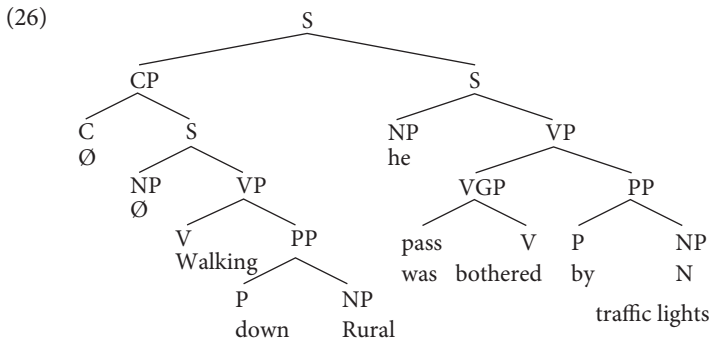 (26) S
CP S
C S NP VP
Ø he
NP VP VGP PP
Ø
V PP pass V P NP
Walking was bothered by N
P NP traffic lights
down Rural